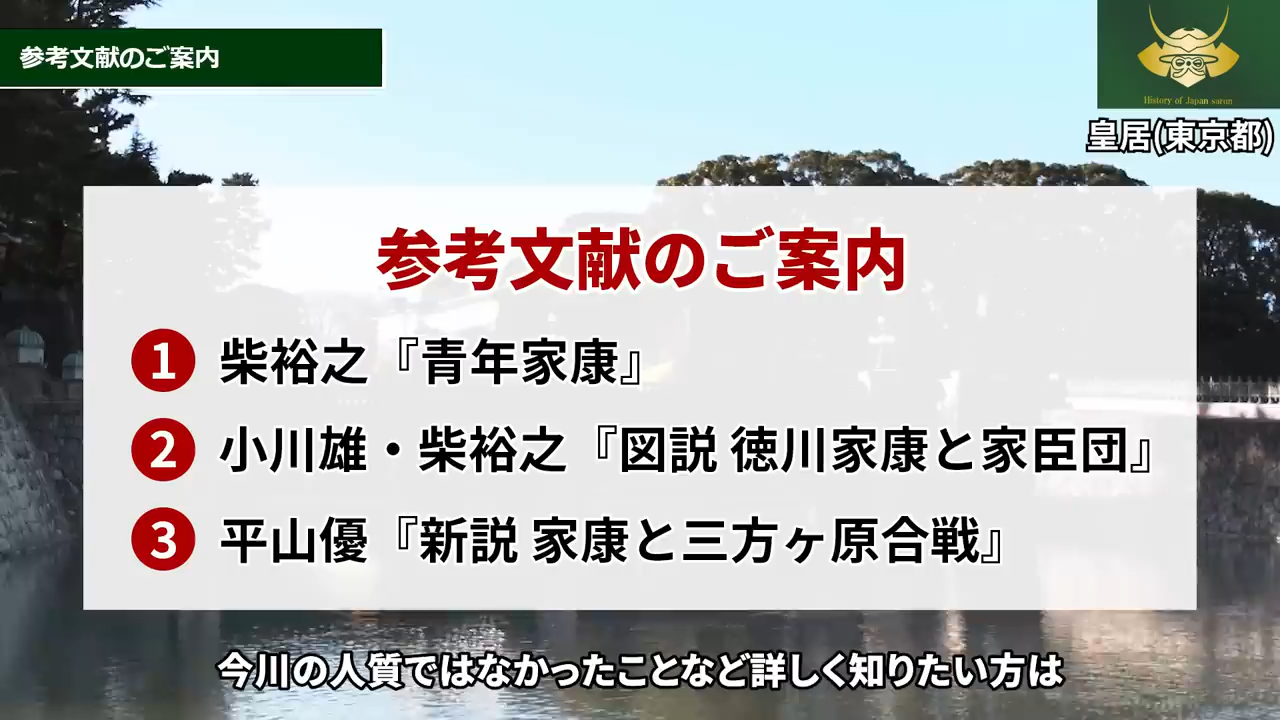 参考文献のご案内
History of Japan saron
皇居(東京都)
参考文献のご案内
1 柴裕之『青年家康』
2 小川雄・柴裕之『図説 徳川家康と家臣団』
3 平山優『新説 家康と三方ヶ原合戦』
今川の人質ではなかったことなど詳しく知りたい方は